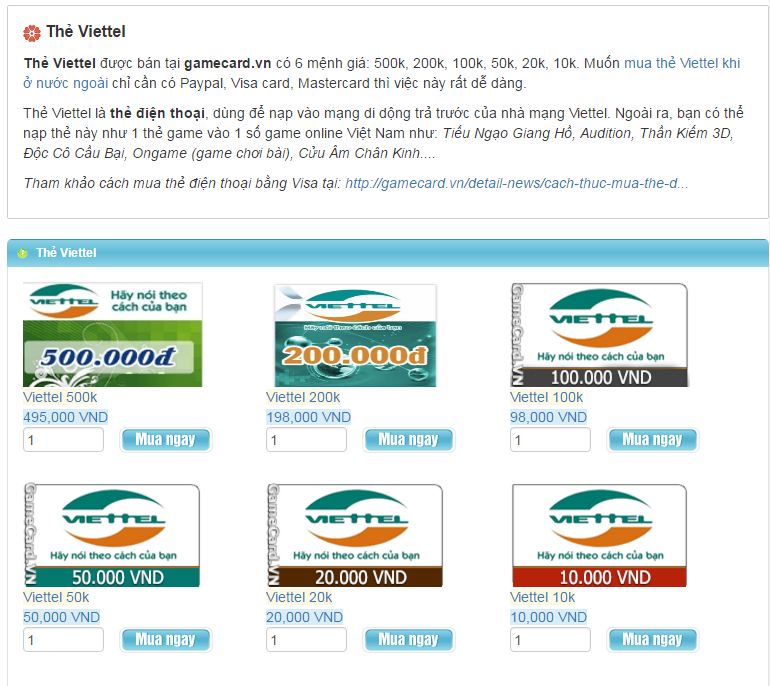 Thẻ Viettel
Thẻ Viettel được bán tại gamecard.vn có 6 mệnh giá: 500k, 200k, 100k, 50k, 20k, 10k. Muốn mua thẻ Viettel khi
ở nước ngoài chỉ cần có Paypal, Visa card, Mastercard thì việc này rất dễ dàng.
Thẻ Viettel là thẻ điện thoại, dùng để nạp vào mạng di dộng trả trước của nhà mạng Viettel. Ngoài ra, bạn có thể
nạp thẻ này như 1 thẻ game vào 1 số game online Việt Nam như: Tiếu Ngạo Giang Hồ, Audition, Thần Kiếm 3D,
Độc Cô Cầu Bại, Ongame (game chơi bài), Cửu Âm Chân Kinh....
Tham khảo cách mua thẻ điện thoại bằng Visa tại: http://gamecard.vn/detail-news/cach-thuc-mua-the-d...
Thẻ Viettel
VIETTEL
Hãy nói theo
cách của bạn
500.000đ
Viettel 500k
495,000 VND
1
Mua ngay
VIETTEL
Hãy nói theo cách của bạn
200.000đ
Viettel 200k
198,000 VND
1
Mua ngay
GameCard.VN
VIETTEL
Hãy nói theo cách của bạn
100.000 VND
Viettel 100k
98,000 VND
1
Mua ngay
GameCard.VN
VIETTEL
Hãy nói theo cách của bạn
50.000 VND
Viettel 50k
50,000 VND
1
Mua ngay
GameCard.VN
VIETTEL
Hãy nói theo cách của bạn
20.000 VND
Viettel 20k
20,000 VND
1
Mua ngay
VIETTEL
Hãy nói theo cách của bạn
10.000 VND
Viettel 10k
10,000 VND
1
Mua ngay